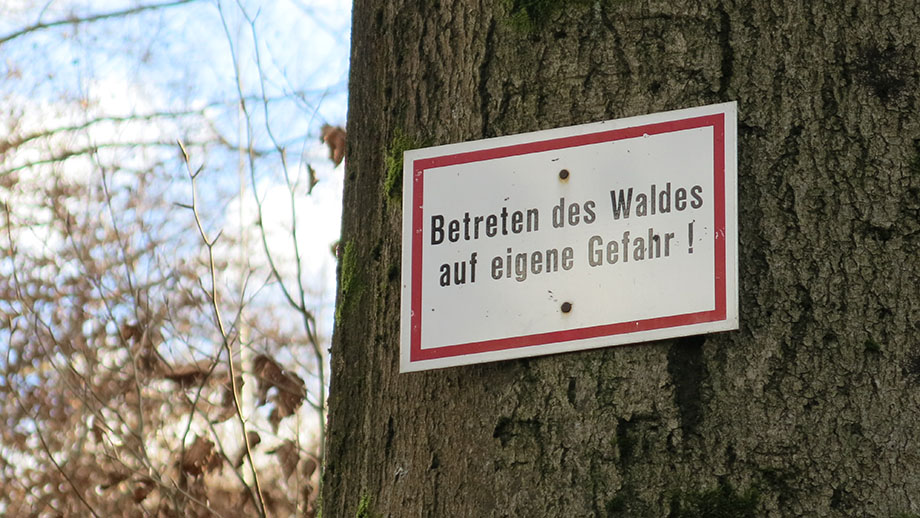 Betreten des Waldes
auf eigene Gefahr !